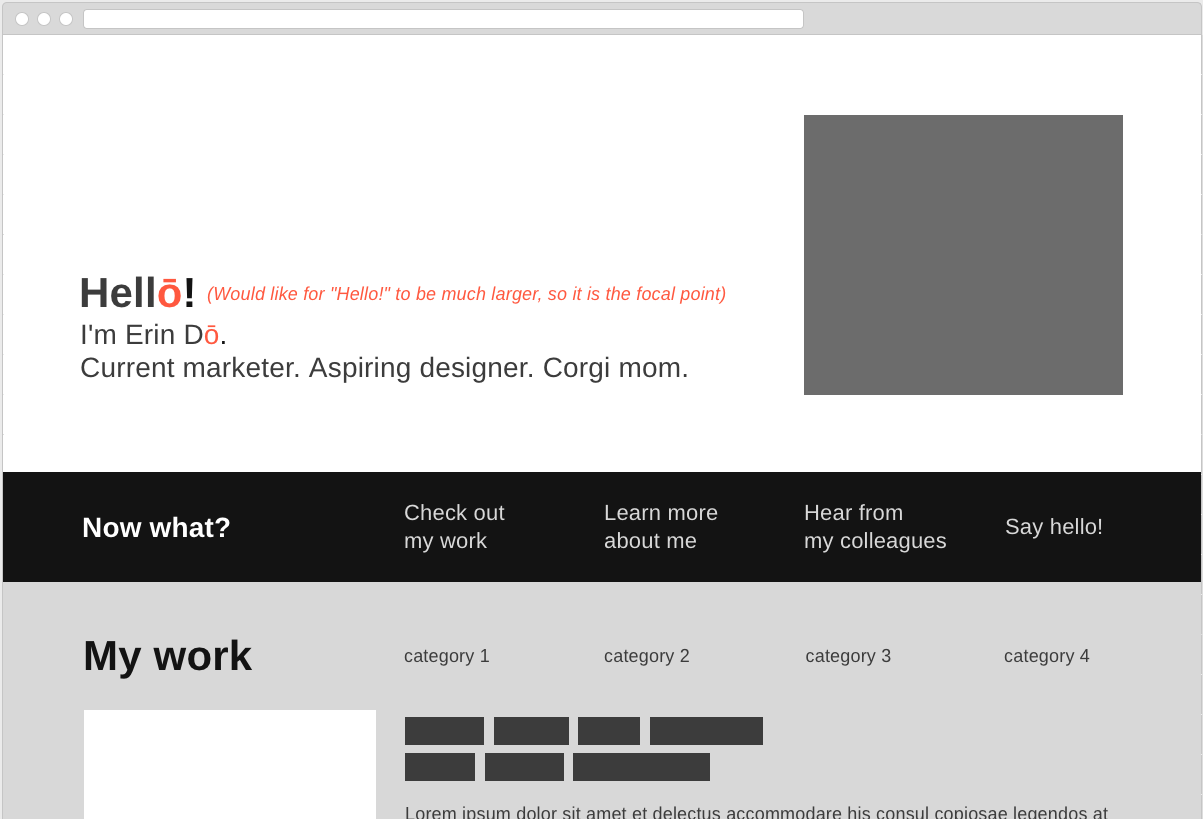 Hellō! (Would like for "Hello!" to be much larger, so it is the focal point)
I'm Erin Dō.
Current marketer. Aspiring designer. Corgi mom.
Now what?
Check out
my work
Learn more
about me
Hear from
my colleagues
Say hello!
My work
category 1
category 2
category 3
category 4
Lorem ipsum dolor sit amet et delectus accommodare his consul copiosae legendos at